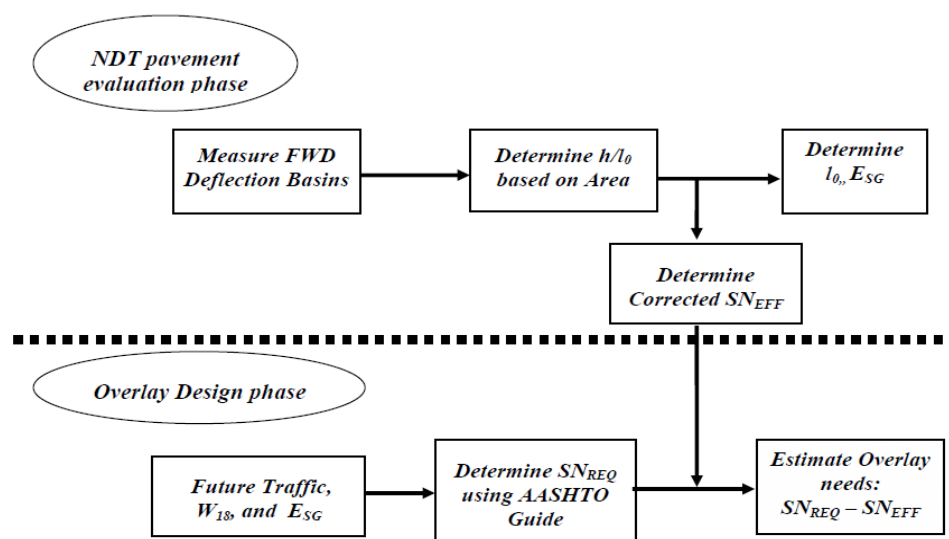 NDT pavement
evaluation phase
Measure FWD
Deflection Basins
Determine h/l0
based on Area
Determine
l0,, ESG
Determine
Corrected SNEFF
Overlay Design phase
Future Traffic,
W18, and ESG
Determine SNREQ
using AASHTO
Guide
Estimate Overlay
needs:
SNREQ – SNEFF